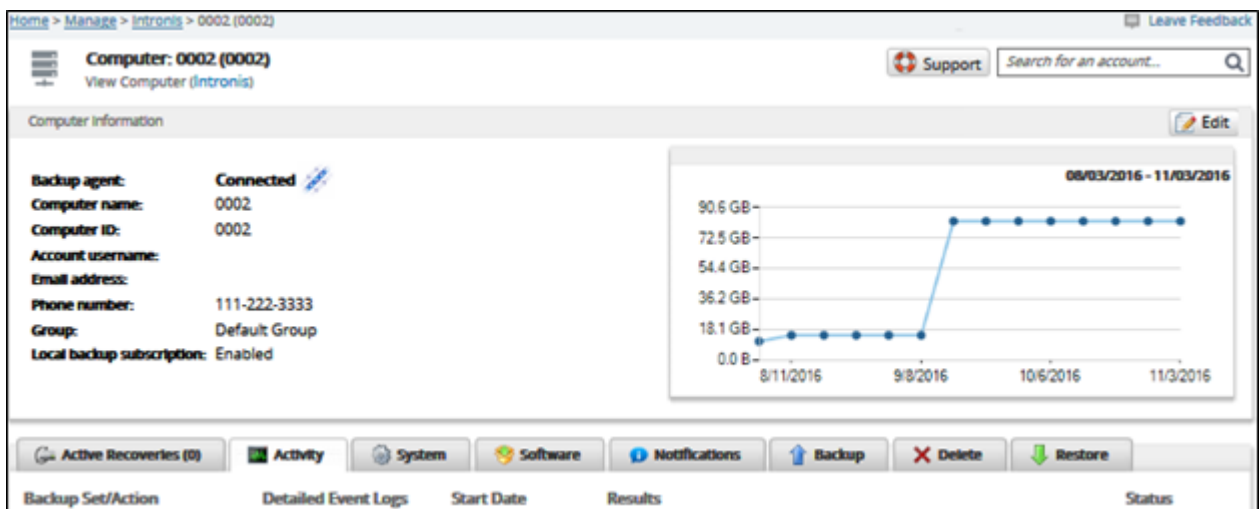 Home > Manage > Intronis > 0002 (0002)
Leave Feedback
Computer: 0002 (0002)
View Computer (Intronis)
Support
Search for an account...
Computer Information
Edit
Backup agent: Connected
Computer name: 0002
Computer ID: 0002
Account username:
Email address:
Phone number: 111-222-3333
Group: Default Group
Local backup subscription: Enabled
08/03/2016 - 11/03/2016
90.6 GB
72.5 GB
54.4 GB
36.2 GB
18.1 GB
0.0 B
8/11/2016 9/8/2016 10/6/2016 11/3/2016
Active Recoveries (0) Activity System Software Notifications Backup Delete Restore
Backup Set/Action Detailed Event Logs Start Date Results Status